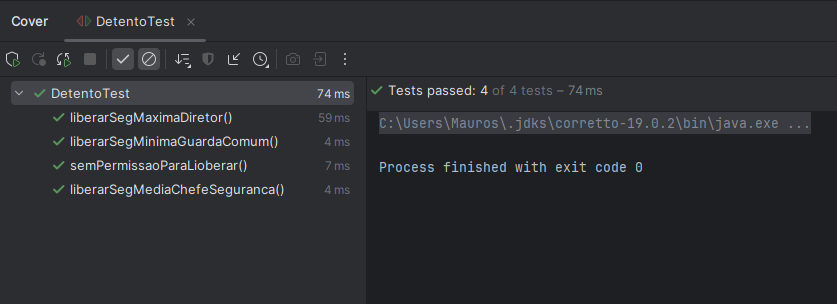 Cover DetentoTest
DetentoTest 74 ms
liberarSegMaximaDiretor() 59 ms
liberarSegMinimaGuardaComum() 4 ms
semPermissaoParaLioberar() 7 ms
liberarSegMediaChefeSeguranca() 4 ms
Tests passed: 4 of 4 tests – 74 ms
C:\Users\Mauros\.jdks\corretto-19.0.2\bin\java.exe ...
Process finished with exit code 0